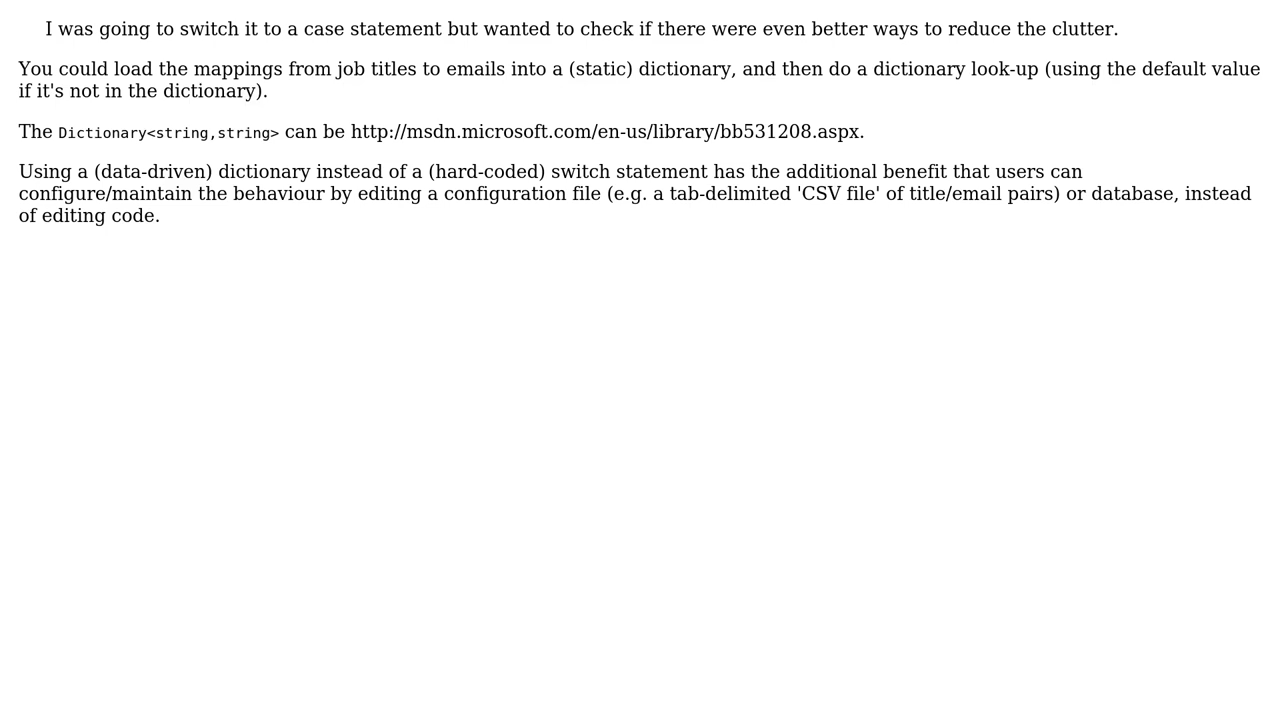 I was going to switch it to a case statement but wanted to check if there were even better ways to reduce the clutter.
You could load the mappings from job titles to emails into a (static) dictionary, and then do a dictionary look-up (using the default value
if it's not in the dictionary).
The Dictionary<string,string> can be http://msdn.microsoft.com/en-us/library/bb531208.aspx.
Using a (data-driven) dictionary instead of a (hard-coded) switch statement has the additional benefit that users can
configure/maintain the behaviour by editing a configuration file (e.g. a tab-delimited 'CSV file' of title/email pairs) or database, instead
of editing code.